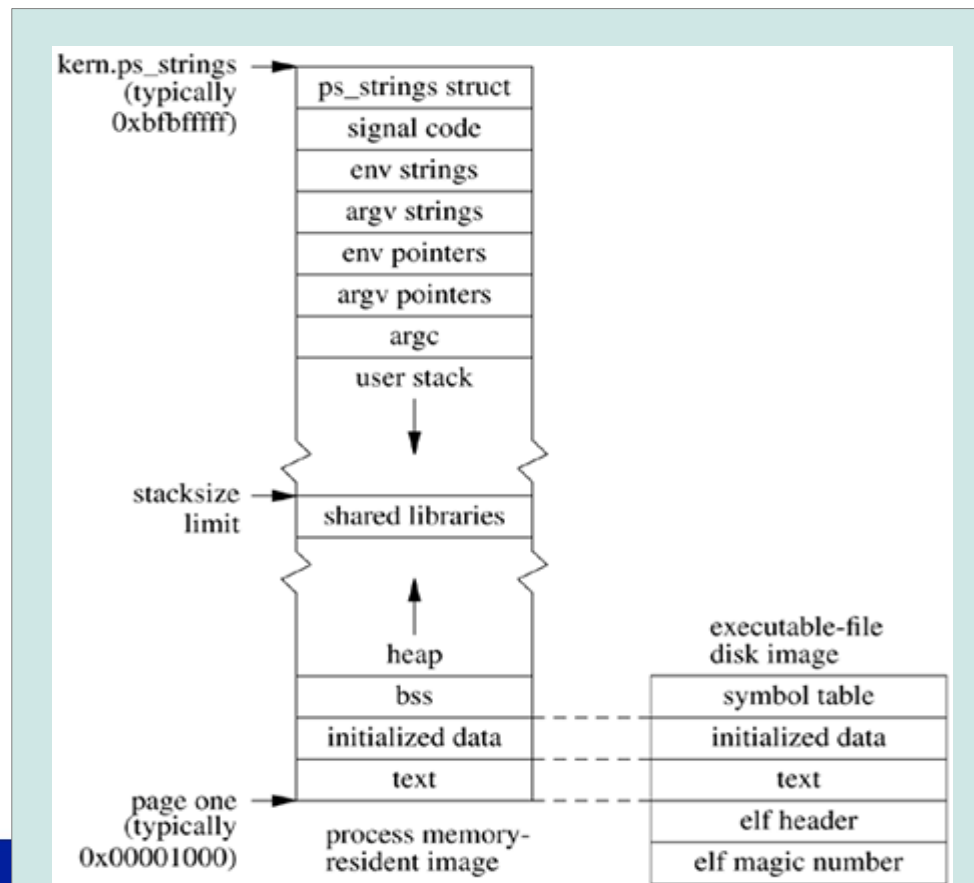 kern.ps_strings
(typically
0xbfbfffff)
ps_strings struct
signal code
env strings
argv strings
env pointers
argv pointers
argc
user stack
stacksize
limit
shared libraries
heap
bss
initialized data
text
page one
(typically
0x00001000)
process memory-
resident image
executable-file
disk image
symbol table
initialized data
text
elf header
elf magic number